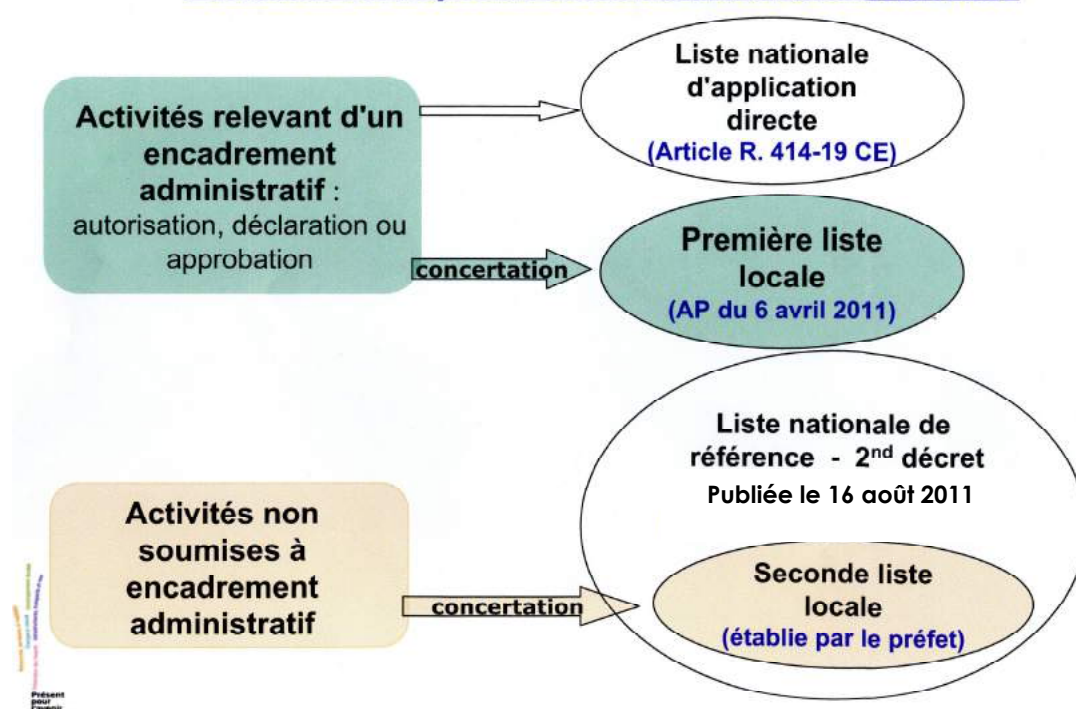 Activités relevant d'un
encadrement
administratif :
autorisation, déclaration ou
approbation
Liste nationale
d'application
directe
(Article R. 414-19 CE)
concertation
Première liste
locale
(AP du 6 avril 2011)
Liste nationale de
référence - 2nd décret
Publiée le 16 août 2011
Activités non
soumises à
encadrement
administratif
concertation
Seconde liste
locale
(établie par le préfet)
Présent
pour
l'avenir